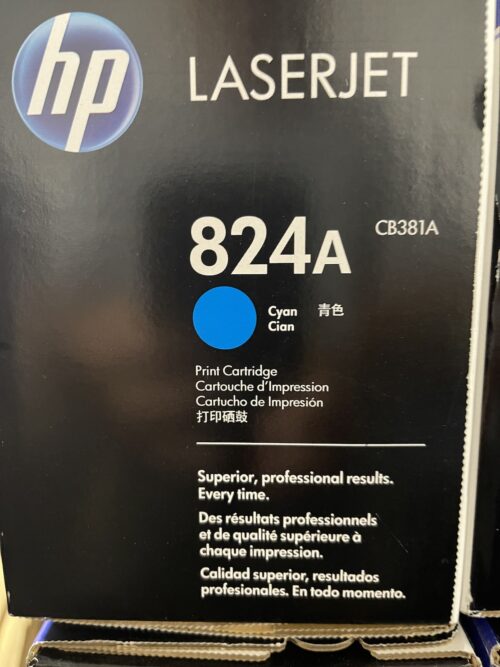 hp
LASERJET
824A
CB381A
Cyan 青色
Cian
Print Cartridge
Cartouche d'Impression
Cartucho de Impresión
打印硒鼓
Superior, professional results.
Every time.
Des résultats professionnels
et de qualité supérieure à
chaque impression.
Calidad superior, resultados
profesionales. En todo momento.